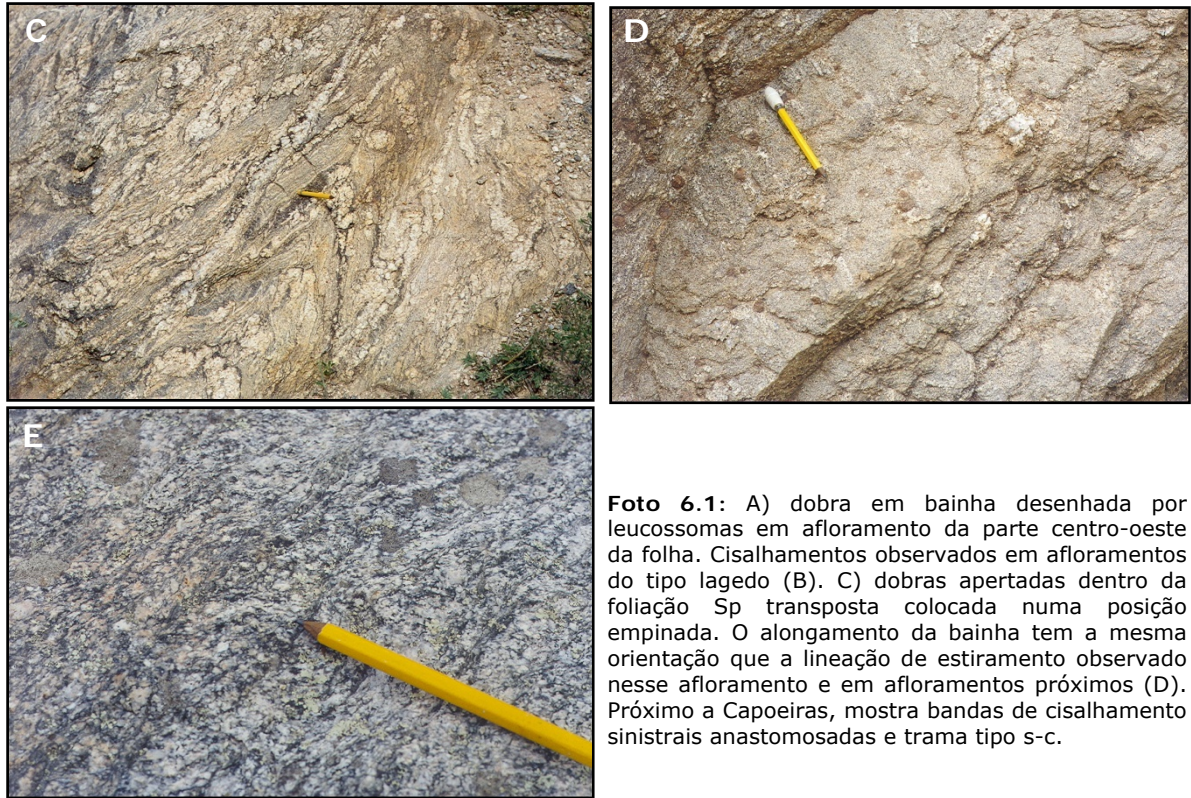 C
D
E
Foto 6.1: A) dobra em bainha desenhada por
leucossomas em afloramento da parte centro-oeste
da folha. Cisalhamentos observados em afloramentos
do tipo lagedo (B). C) dobras apertadas dentro da
foliação Sp transposta colocada numa posição
empinada. O alongamento da bainha tem a mesma
orientação que a lineação de estiramento observado
nesse afloramento e em afloramentos próximos (D).
Próximo a Capoeiras, mostra bandas de cisalhamento
sinistrais anastomosadas e trama tipo s-c.